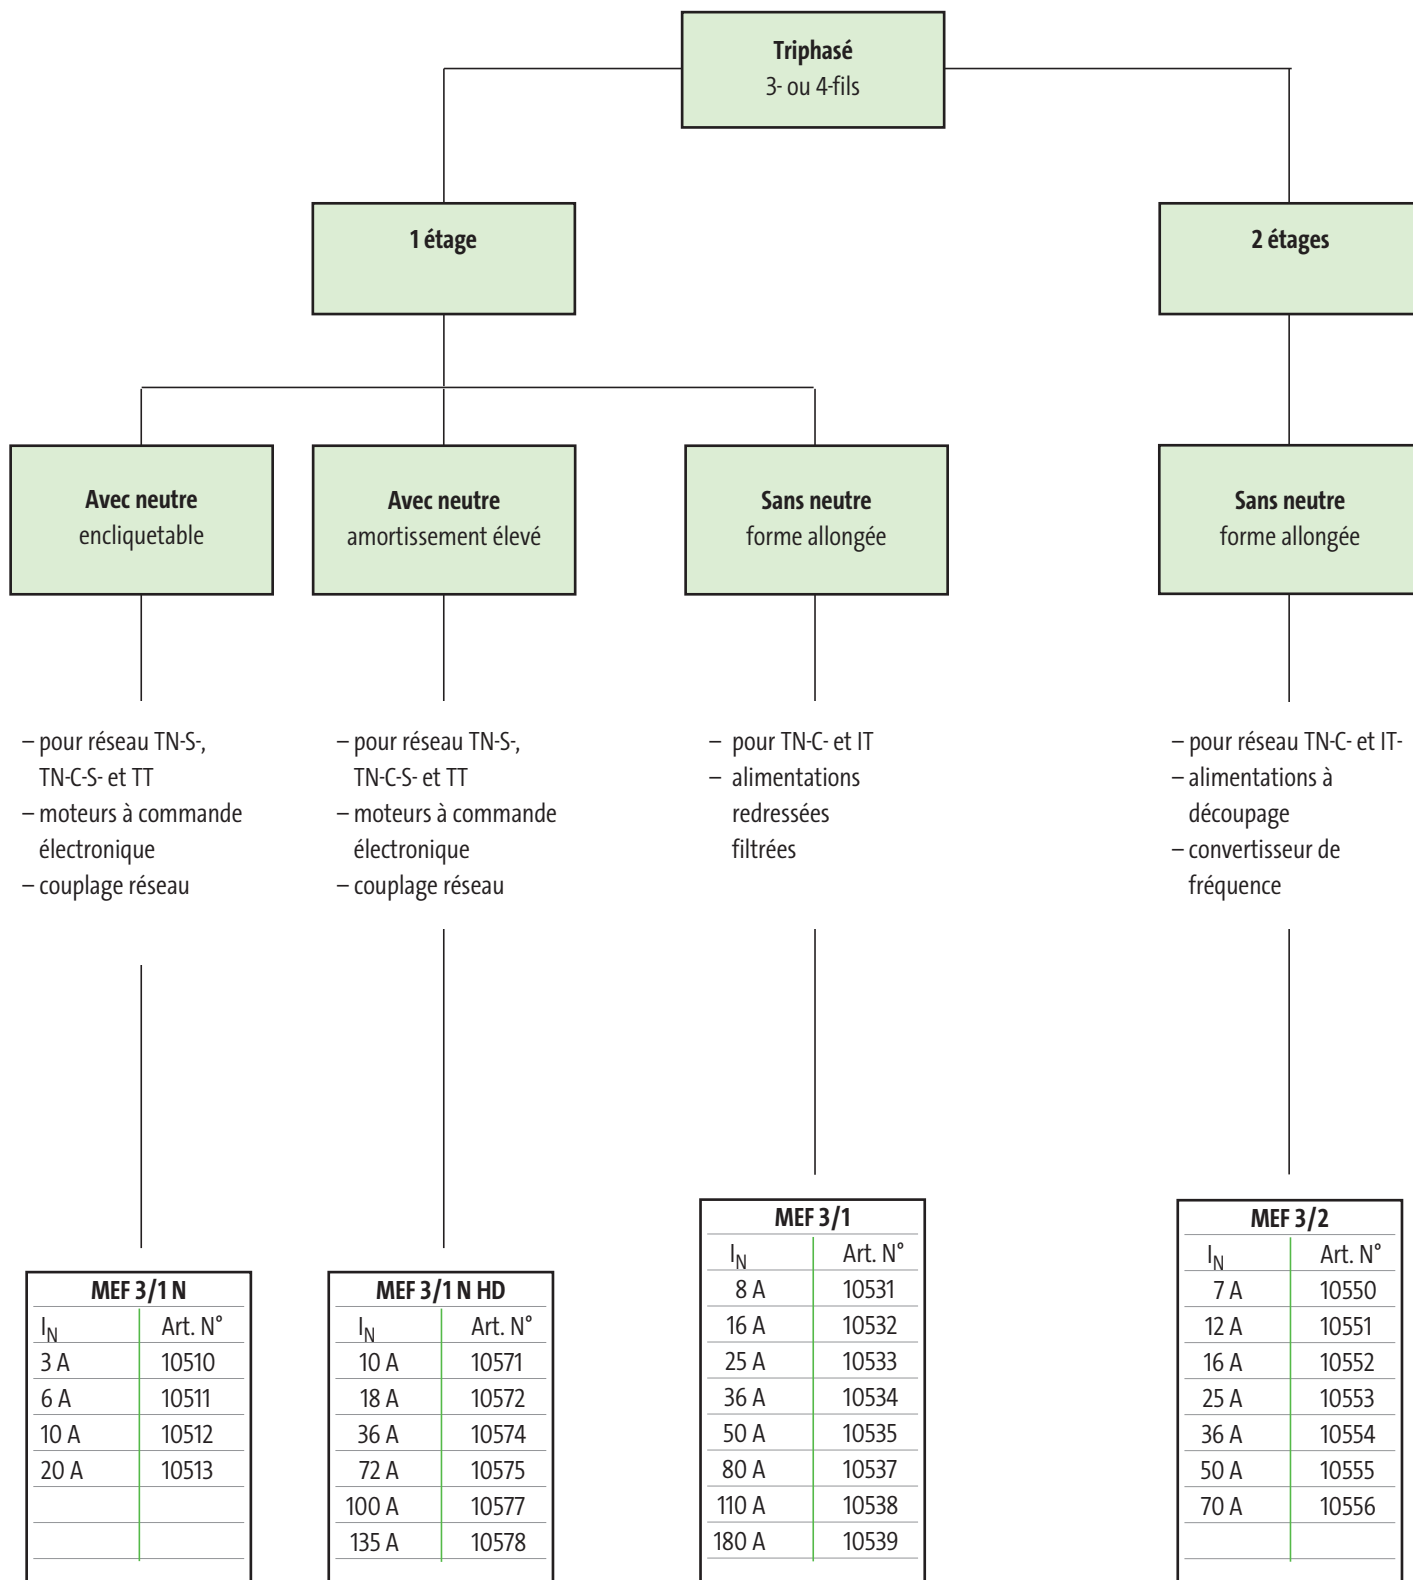 Triphasé
3- ou 4-fils
1 étage
2 étages
Avec neutre
encliquetable
Avec neutre
amortissement élevé
Sans neutre
forme allongée
Sans neutre
forme allongée
– pour réseau TN-S-,
TN-C-S- et TT
– moteurs à commande
électronique
– couplage réseau
– pour réseau TN-S-,
TN-C-S- et TT
– moteurs à commande
électronique
– couplage réseau
– pour TN-C- et IT
– alimentations
redressées
filtrées
– pour réseau TN-C- et IT-
– alimentations à
découpage
– convertisseur de
fréquence
MEF 3/1 N
IN Art. N°
3 A 10510
6 A 10511
10 A 10512
20 A 10513
MEF 3/1 N HD
IN Art. N°
10 A 10571
18 A 10572
36 A 10574
72 A 10575
100 A 10577
135 A 10578
MEF 3/1
IN Art. N°
8 A 10531
16 A 10532
25 A 10533
36 A 10534
50 A 10535
80 A 10537
110 A 10538
180 A 10539
MEF 3/2
IN Art. N°
7 A 10550
12 A 10551
16 A 10552
25 A 10553
36 A 10554
50 A 10555
70 A 10556